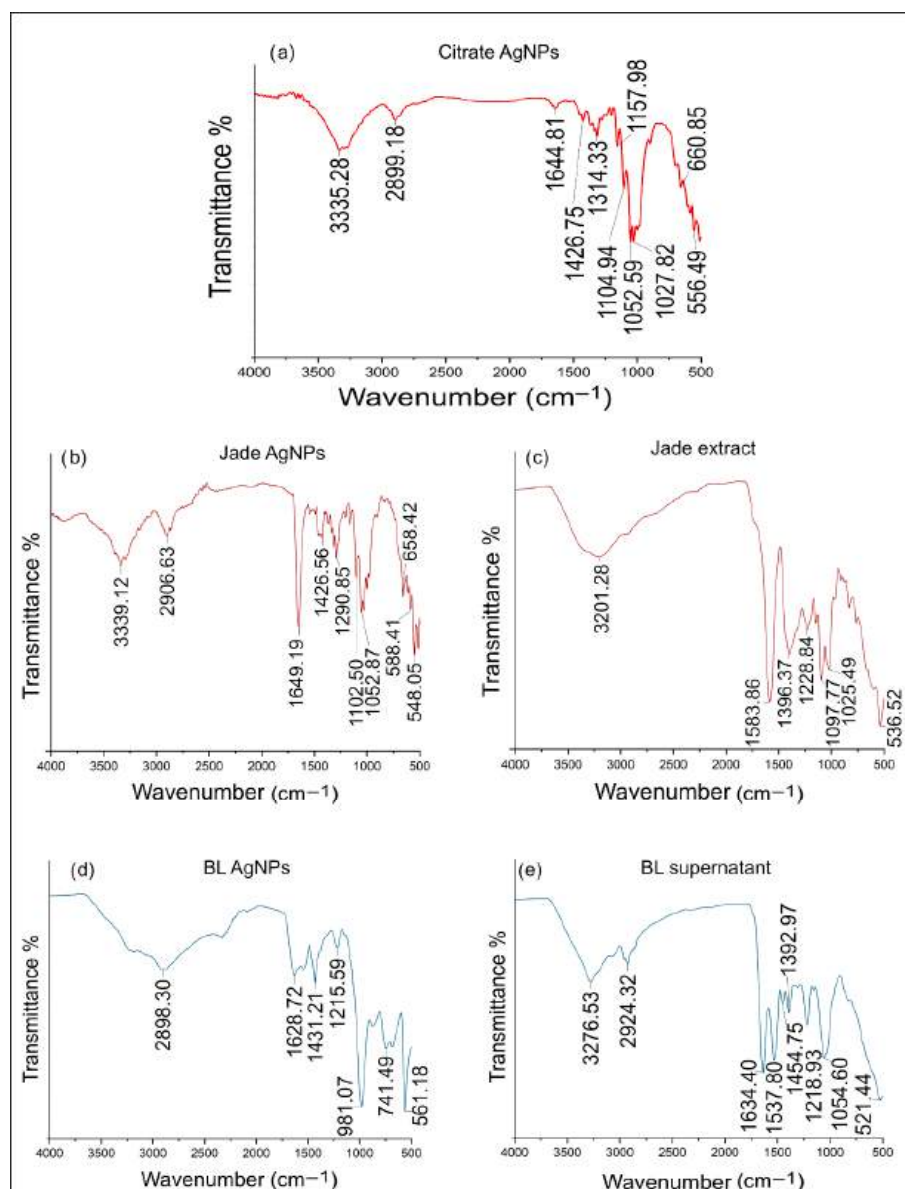 (a)
Citrate AgNPs
Transmittance %
3335.28
2899.18
1644.81
1426.75
1314.33
1157.98
1104.94
1052.59
1027.82
660.85
556.49
4000 3500 3000 2500 2000 1500 1000 500
Wavenumber (cm−1)
(b)
Jade AgNPs
Transmittance %
3339.12
2906.63
1649.19
1426.56
1290.85
1102.50
1052.87
658.42
588.41
548.05
4000 3500 3000 2500 2000 1500 1000 500
Wavenumber (cm−1)
(c)
Jade extract
Transmittance %
3201.28
1583.86
1396.37
1228.84
1097.77
1025.49
536.52
4000 3500 3000 2500 2000 1500 1000 500
Wavenumber (cm−1)
(d)
BL AgNPs
Transmittance %
2898.30
1628.72
1431.21
1215.59
981.07
741.49
561.18
4000 3500 3000 2500 2000 1500 1000 500
Wavenumber (cm−1)
(e)
BL supernatant
Transmittance %
3276.53
2924.32
1634.40
1537.80
1454.75
1392.97
1218.93
1054.60
521.44
4000 3500 3000 2500 2000 1500 1000 500
Wavenumber (cm−1)